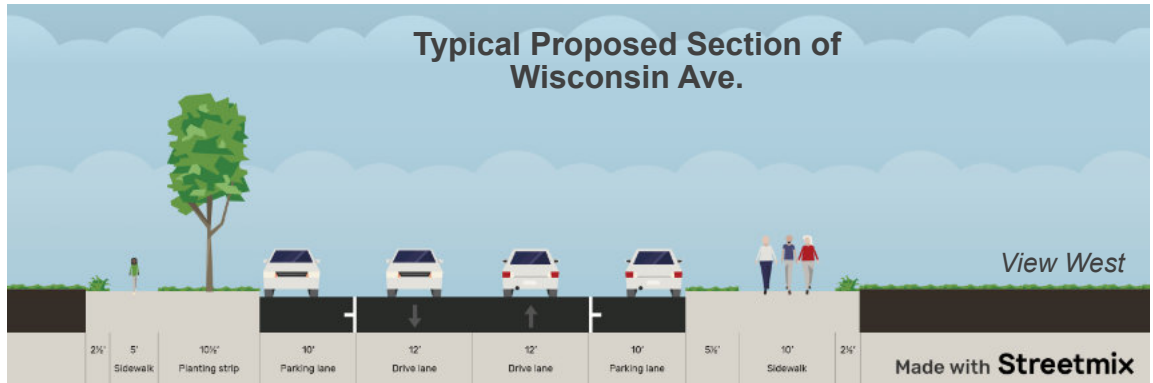 Typical Proposed Section of
Wisconsin Ave.
View West
2½' 5' 10½' 10' 12' 12' 10' 5½' 10' 2½'
Sidewalk Planting strip Parking lane Drive lane Drive lane Parking lane Sidewalk
Made with Streetmix